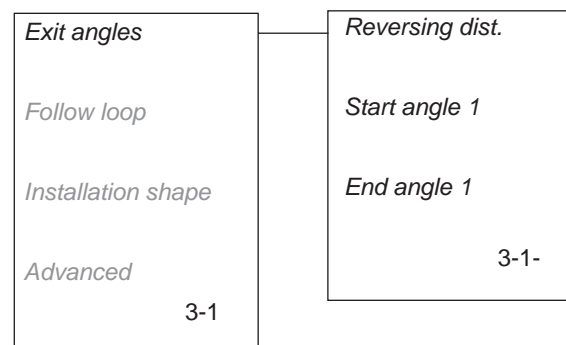 Exit angles
Follow loop
Installation shape
Advanced
3-1
Reversing dist.
Start angle 1
End angle 1
3-1-